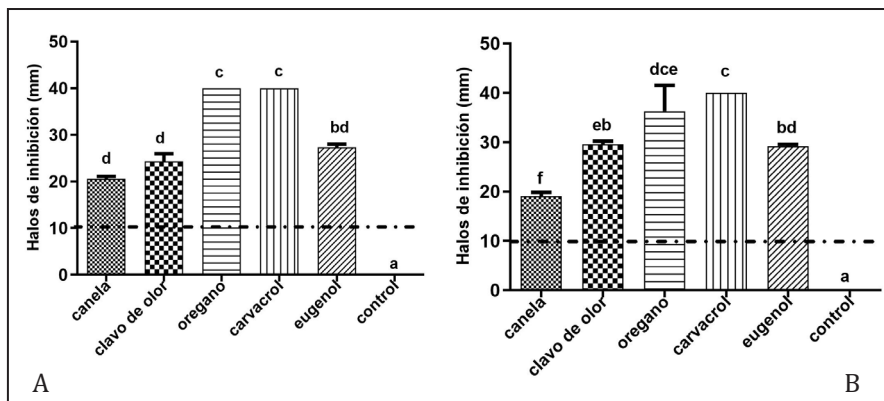 Halos de inhibición (mm)
50
40
30
20
10
0
d
d
c
c
bd
a
canela
clavo de olor
oregano
carvacrol
eugenol
control
A
Halos de inhibición (mm)
50
40
30
20
10
0
f
eb
dce
c
bd
a
canela
clavo de olor
oregano
carvacrol
eugenol
control
B